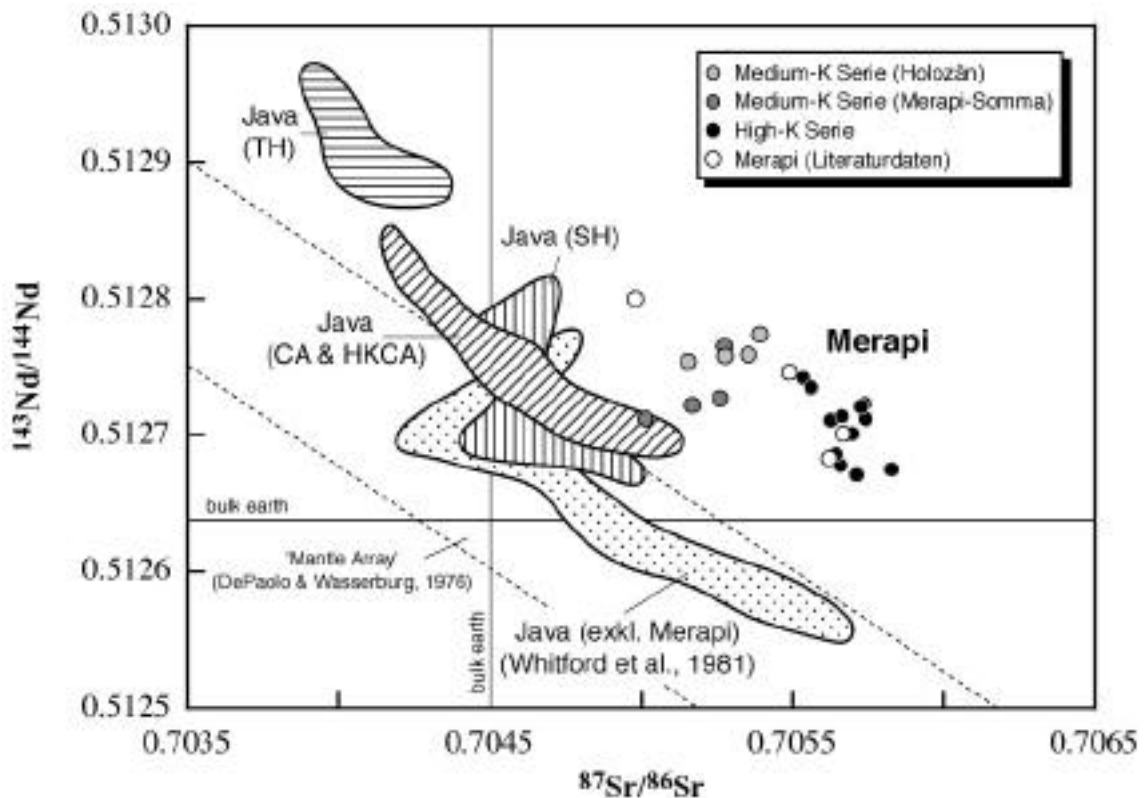 0.5130
0.5129
0.5128
0.5127
0.5126
0.5125
¹⁴³Nd/¹⁴⁴Nd
Medium-K Serie (Holozän)
Medium-K Serie (Merapi-Somma)
High-K Serie
Merapi (Literaturdaten)
Java
(TH)
Java (SH)
Java
(CA & HKCA)
Merapi
bulk earth
'Mantle Array'
(DePaolo & Wasserburg, 1976)
bulk earth
Java (exkl. Merapi)
(Whitford et al., 1981)
0.7035
0.7045
0.7055
0.7065
⁸⁷Sr/⁸⁶Sr